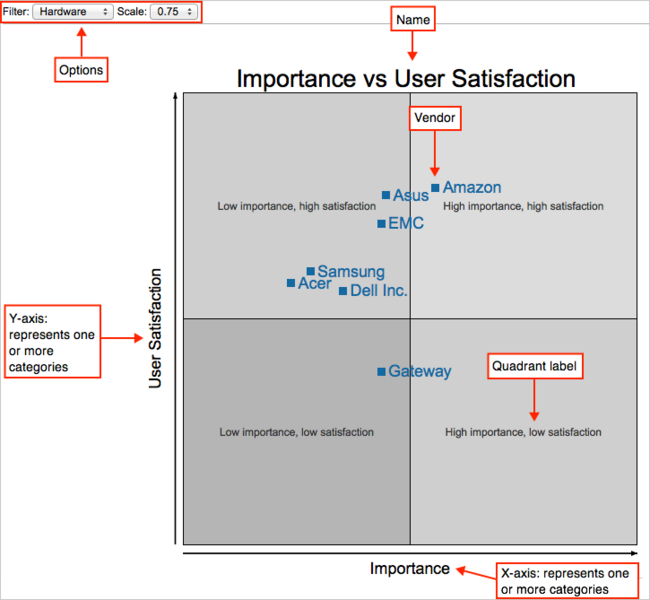 Filter: Hardware Scale: 0.75
Name
Options
Importance vs User Satisfaction
Vendor
Amazon
Asus
Low importance, high satisfaction
High importance, high satisfaction
EMC
Samsung
Acer
Dell Inc.
User Satisfaction
Y-axis:
represents one
or more
categories
Gateway
Quadrant label
Low importance, low satisfaction
High importance, low satisfaction
Importance
X-axis: represents one
or more categories